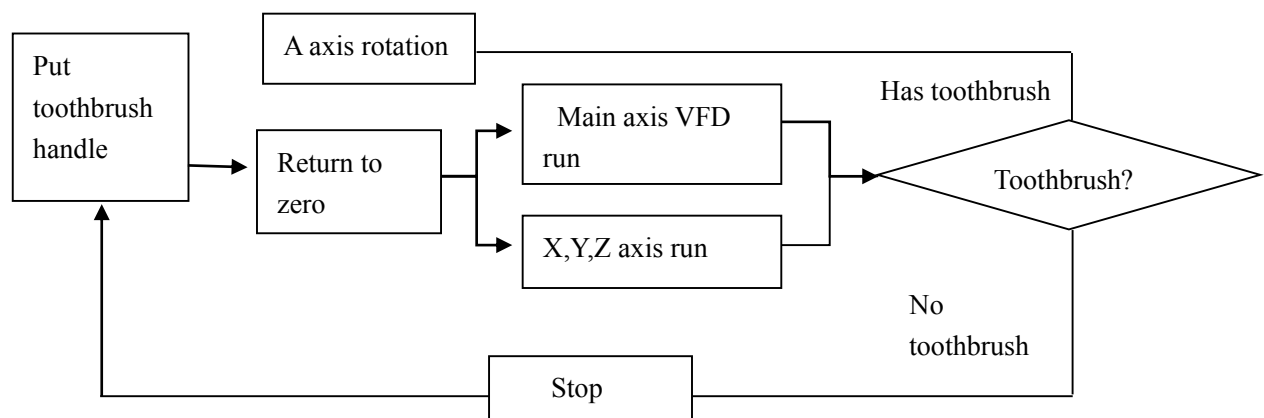 A axis rotation
Put
toothbrush
handle
Has toothbrush
Main axis VFD
run
Return to
zero
Toothbrush?
X,Y,Z axis run
No
toothbrush
Stop